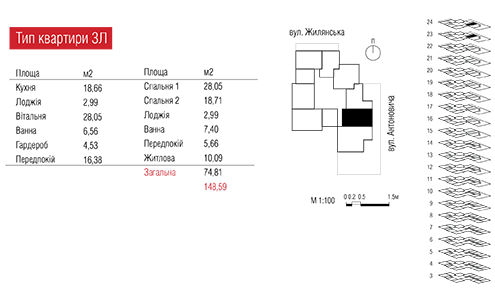 Тип квартири 3Л
Площа м2
Кухня 18,66
Лоджія 2,99
Вітальня 28,05
Ванна 6,56
Гардероб 4,53
Передпокій 16,38
Площа м2
Спальня 1 28,05
Спальня 2 18,71
Лоджія 2,99
Ванна 7,40
Передпокій 5,66
Житлова 10,09
Загальна 74,81
148,59
вул. Жилянська
п
вул. Антоновича
М 1:100
0 0.2 0.5 1.5м
24
23
22
21
20
19
18
17
16
15
14
13
12
11
10
9
8
7
6
5
4
3